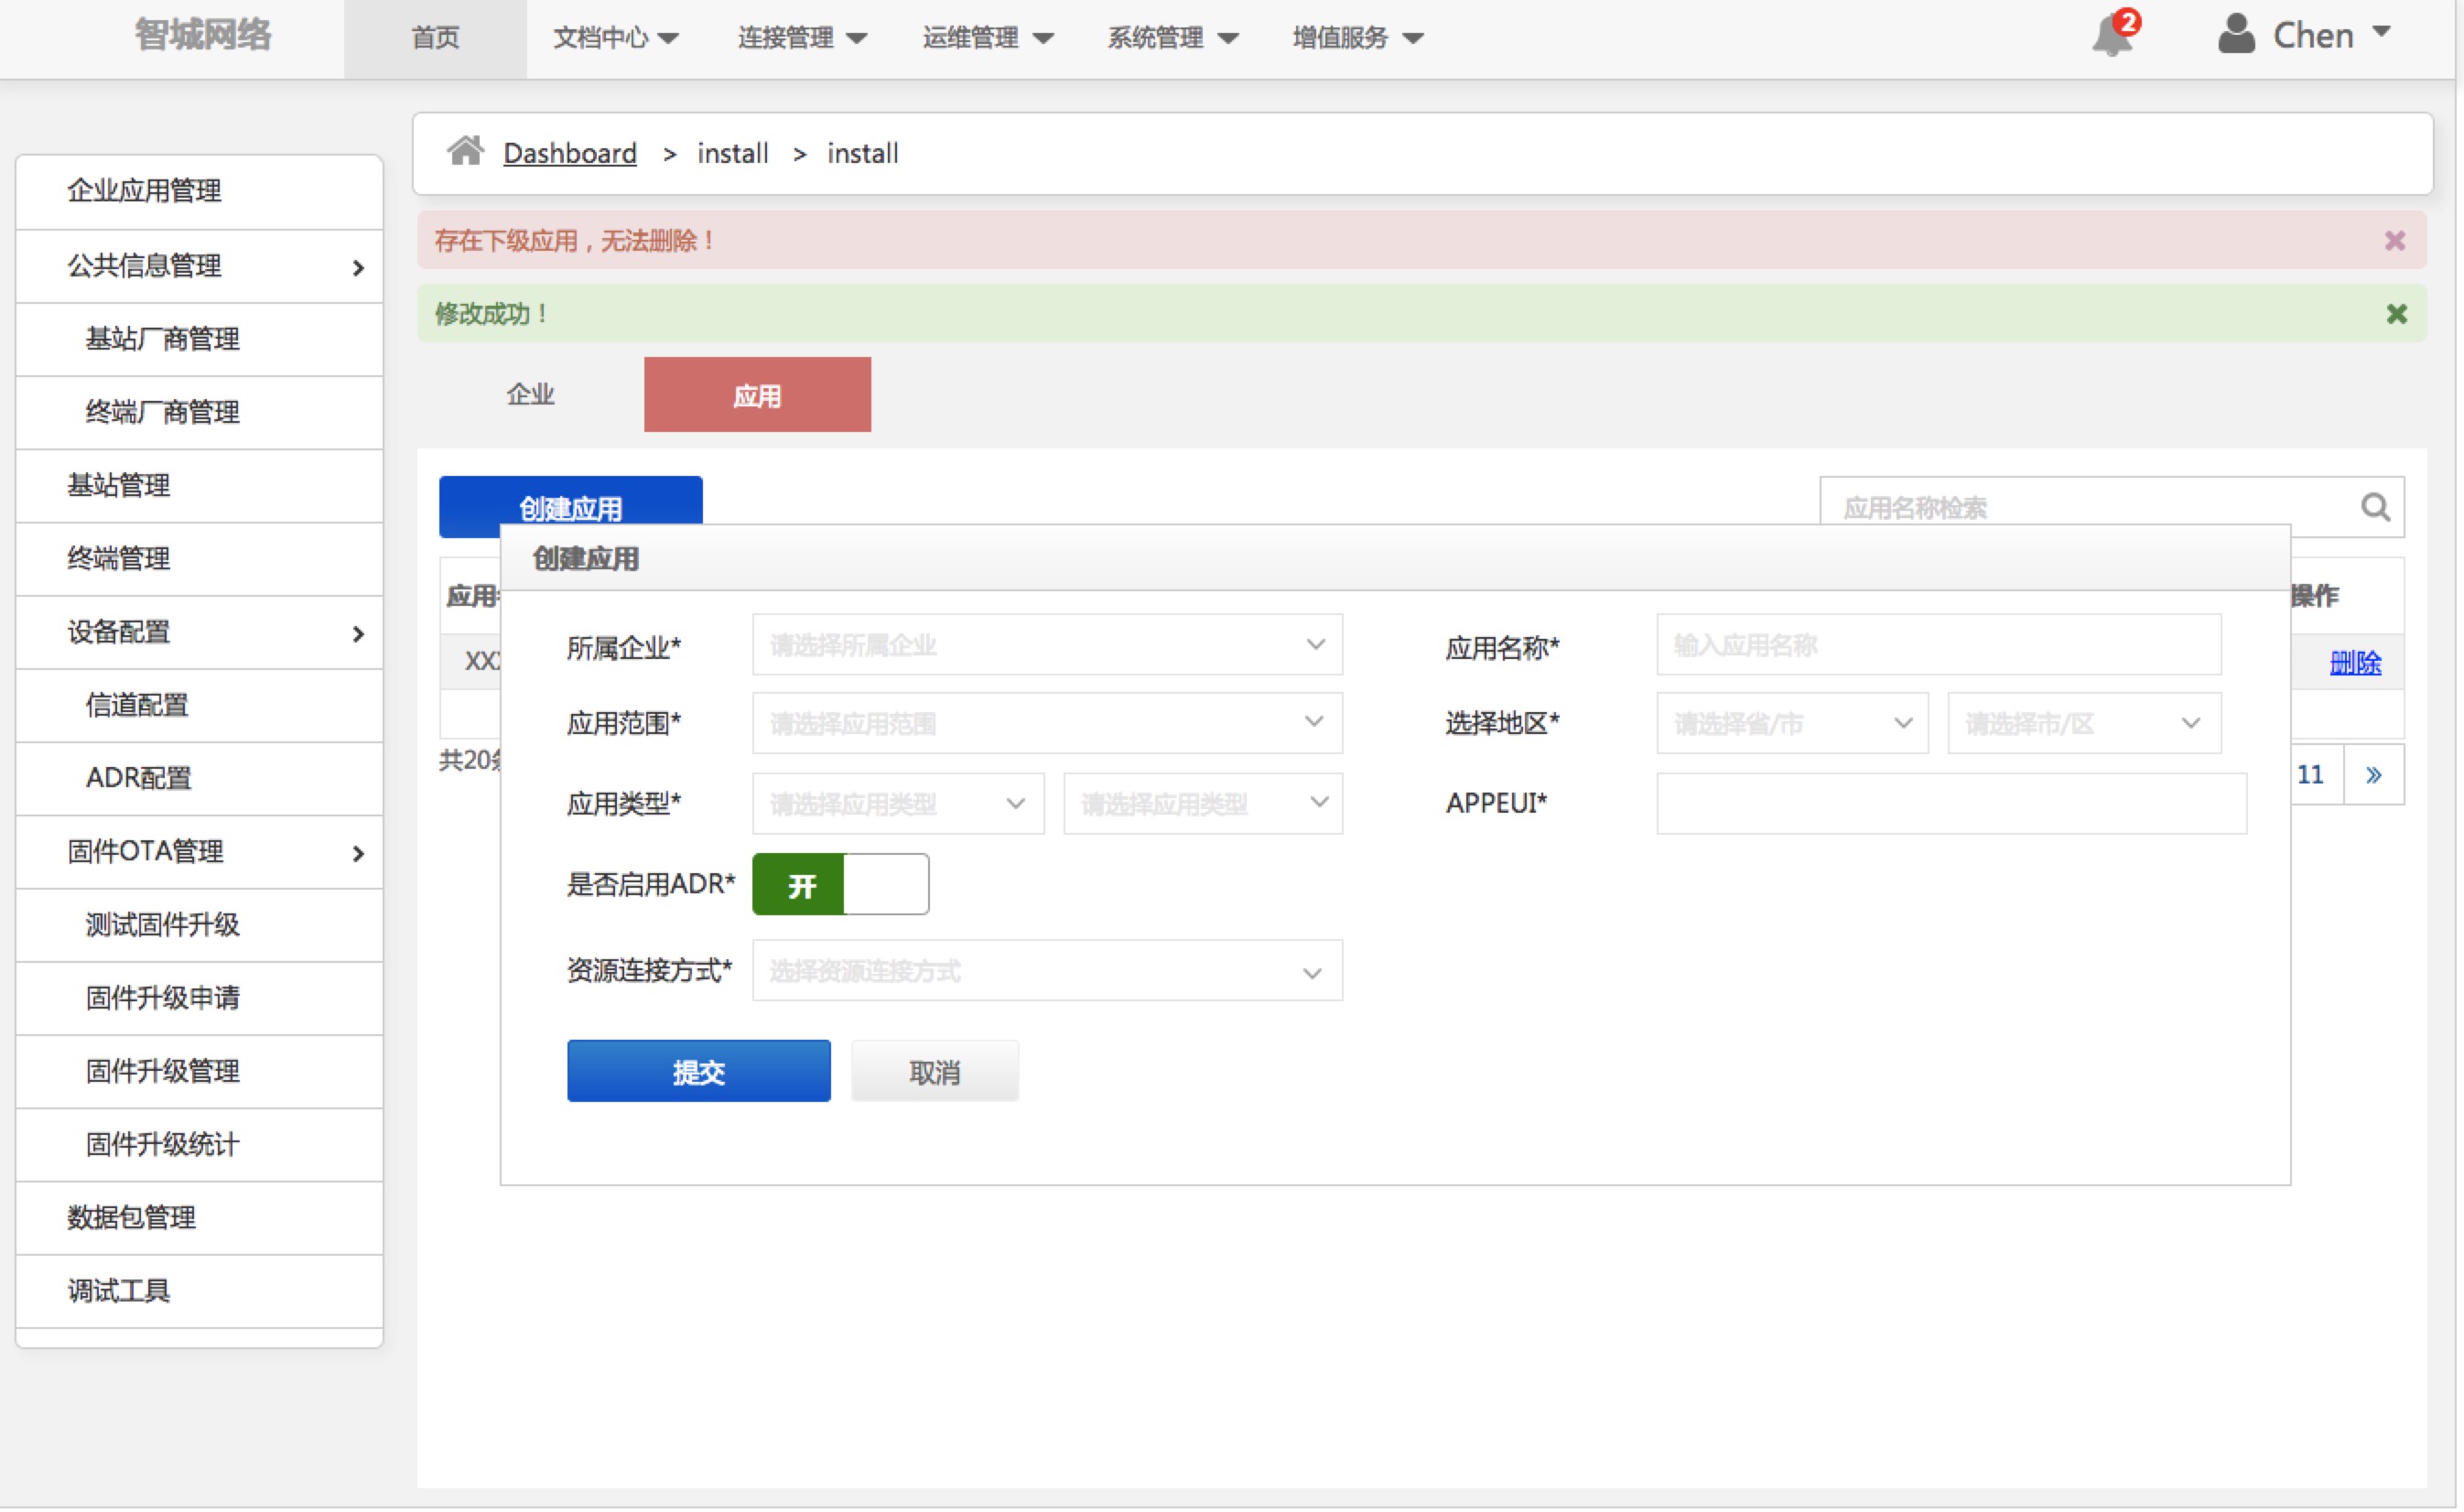 智城网络 首页 文档中心 连接管理 运维管理 系统管理 增值服务 2 Chen
Dashboard > install > install
企业应用管理
公共信息管理
基站厂商管理
终端厂商管理
基站管理
终端管理
设备配置
信道配置
ADR配置
固件OTA管理
测试固件升级
固件升级申请
固件升级管理
固件升级统计
数据包管理
调试工具
存在下级应用，无法删除！
修改成功！
企业 应用
创建应用 应用名称检索
应用 操作
XX 删除
共20 11 »
创建应用
所属企业* 请选择所属企业 应用名称* 输入应用名称
应用范围* 请选择应用范围 选择地区* 请选择省/市 请选择市/区
应用类型* 请选择应用类型 请选择应用类型 APPEUI*
是否启用ADR* 开
资源连接方式* 选择资源连接方式
提交 取消